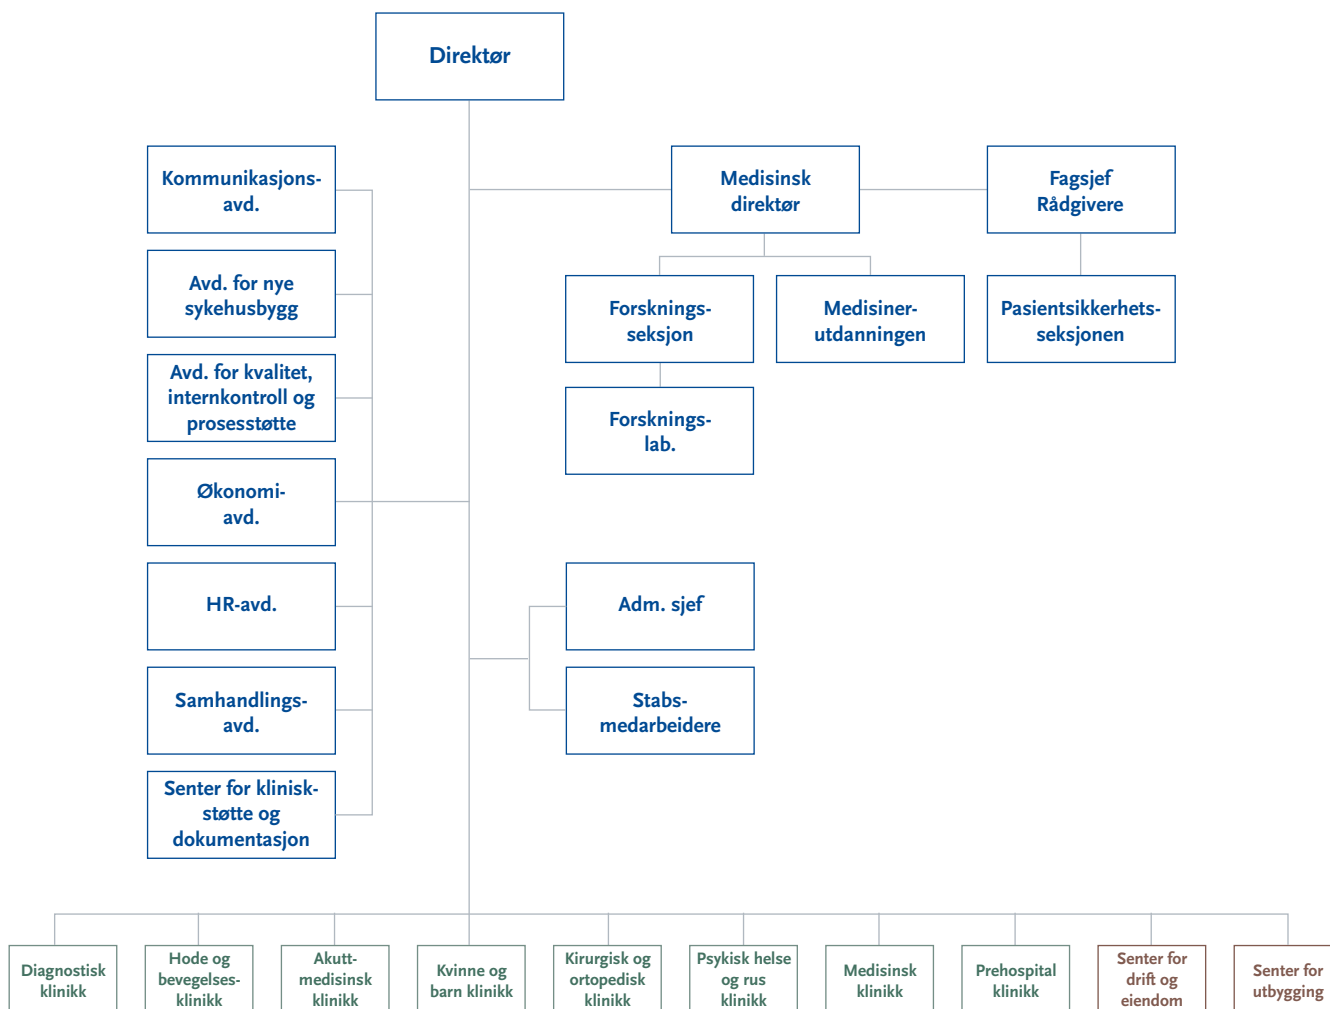 Direktør
Kommunikasjons-
avd.
Medisinsk
direktør
Fagsjef
Rådgivere
Avd. for nye
sykehusbygg
Forsknings-
seksjon
Medisiner-
utdanningen
Pasientsikkerhets-
seksjonen
Avd. for kvalitet,
internkontroll og
prosesstøtte
Forsknings-
lab.
Økonomi-
avd.
HR-avd.
Adm. sjef
Samhandlings-
avd.
Stabs-
medarbeidere
Senter for klinisk-
støtte og
dokumentasjon
Diagnostisk
klinikk
Hode og
bevegelses-
klinikk
Akutt-
medisinsk
klinikk
Kvinne og
barn klinikk
Kirurgisk og
ortopedisk
klinikk
Psykisk helse
og rus
klinikk
Medisinsk
klinikk
Prehospital
klinikk
Senter for
drift og
eiendom
Senter for
utbygging